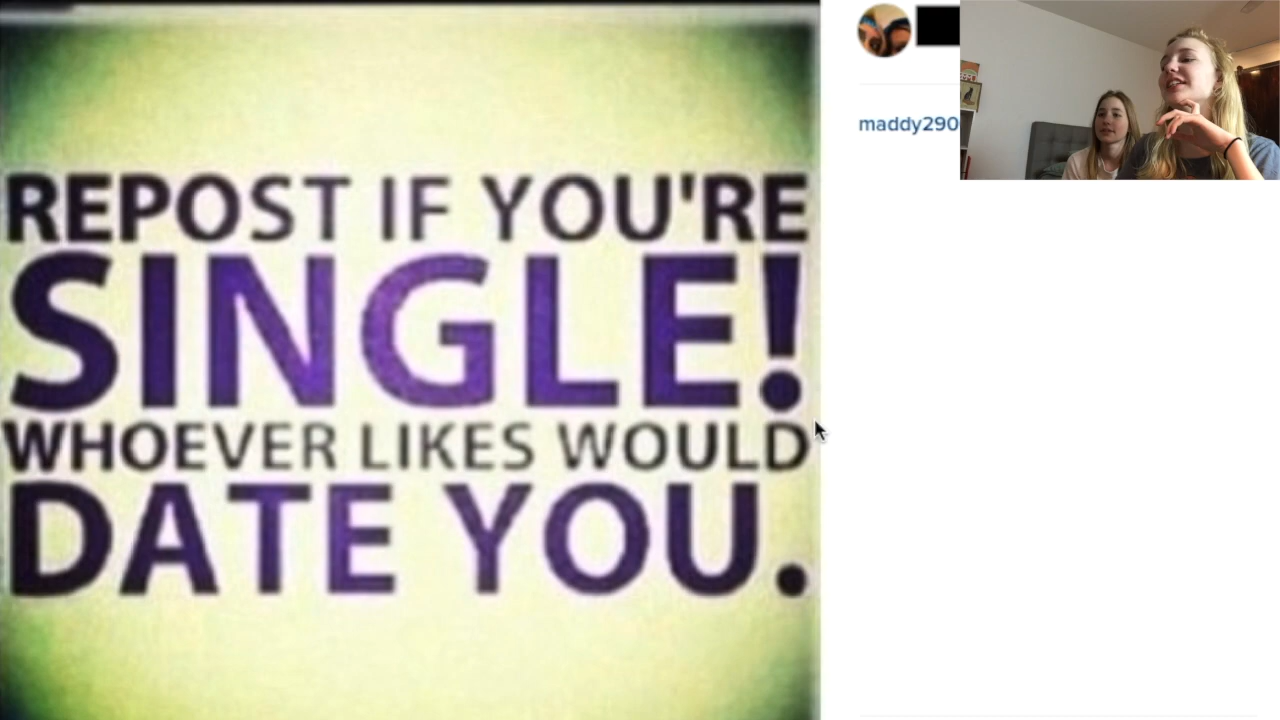 REPOST IF YOU'RE
SINGLE!
WHOEVER LIKES WOULD
DATE YOU.
maddy290